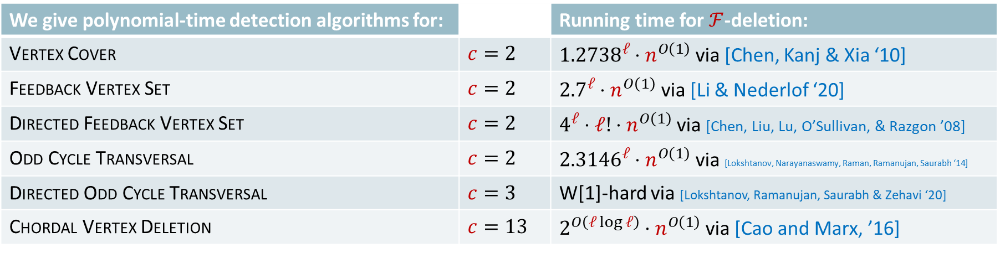 We give polynomial-time detection algorithms for: Running time for ℱ-deletion:
VERTEX COVER c = 2 1.2738^ℓ · n^O(1) via [Chen, Kanj & Xia ‘10]
FEEDBACK VERTEX SET c = 2 2.7^ℓ · n^O(1) via [Li & Nederlof ‘20]
DIRECTED FEEDBACK VERTEX SET c = 2 4^ℓ · ℓ! · n^O(1) via [Chen, Liu, Lu, O’Sullivan, & Razgon ’08]
ODD CYCLE TRANSVERSAL c = 2 2.3146^ℓ · n^O(1) via [Lokshtanov, Narayanaswamy, Raman, Ramanujan, Saurabh ‘14]
DIRECTED ODD CYCLE TRANSVERSAL c = 3 W[1]-hard via [Lokshtanov, Ramanujan, Saurabh & Zehavi ‘20]
CHORDAL VERTEX DELETION c = 13 2^O(ℓ log ℓ) · n^O(1) via [Cao and Marx, ’16]